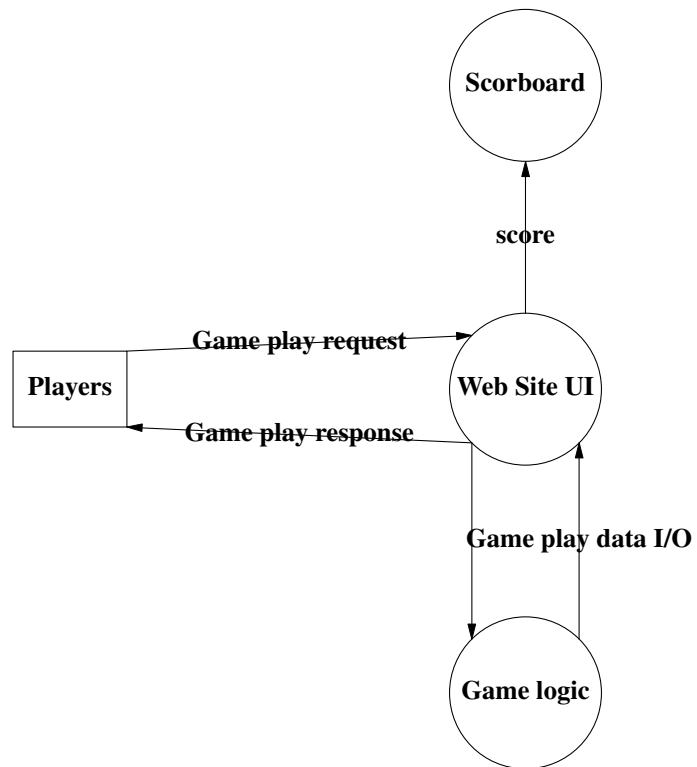 Scorboard
score
Game play request
Players
Web Site UI
Game play response
Game play data I/O
Game logic